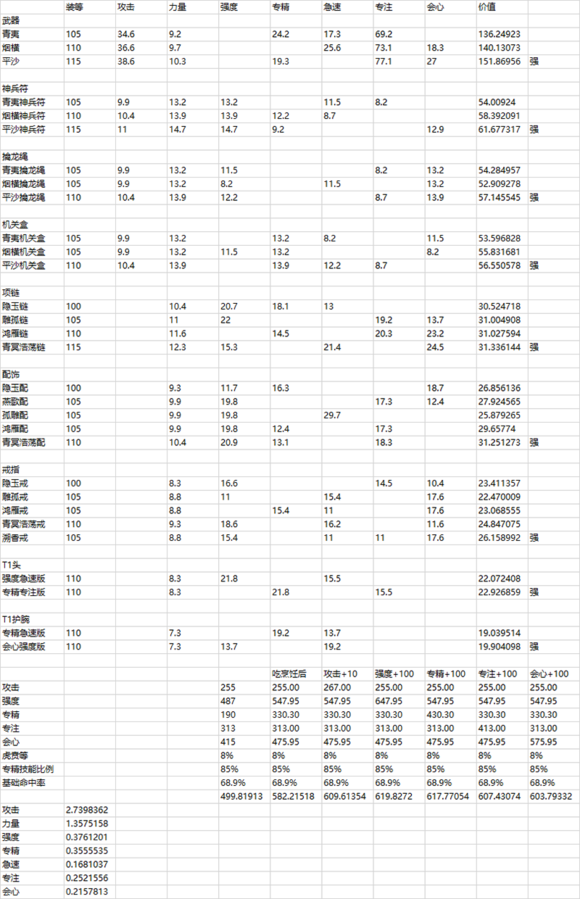 装等 攻击 力量 强度 专精 急速 专注 会心 价值
武器
青夷 105 34.6 9.2 24.2 17.3 69.2 136.24923
烟横 110 36.6 9.7 25.6 73.1 18.3 140.13073
平沙 115 38.6 10.3 19.3 77.1 27 151.86956 强
神兵符
青夷神兵符 105 9.9 13.2 13.2 11.5 8.2 54.00924
烟横神兵符 110 10.4 13.9 13.9 12.2 8.7 58.392091
平沙神兵符 115 11 14.7 14.7 9.2 12.9 61.677317 强
擒龙绳
青夷擒龙绳 105 9.9 13.2 11.5 8.2 13.2 54.284957
烟横擒龙绳 105 9.9 13.2 8.2 11.5 13.2 52.909278
平沙擒龙绳 110 10.4 13.9 12.2 8.7 13.9 57.145545 强
机关盒
青夷机关盒 105 9.9 13.2 13.2 8.2 11.5 53.596828
烟横机关盒 105 9.9 13.2 11.5 13.2 8.2 55.831681
平沙机关盒 110 10.4 13.9 13.9 12.2 8.7 56.550578 强
项链
隐玉链 100 10.4 20.7 18.1 13 30.524718
雕孤链 105 11 22 19.2 13.7 31.004908
鸿雁链 110 11.6 14.5 20.3 23.2 31.027594
青冥浩荡链 115 12.3 15.3 21.4 24.5 31.336144 强
配饰
隐玉配 100 9.3 11.7 16.3 18.7 26.856136
燕歌配 105 9.9 19.8 17.3 12.4 27.924565
孤雕配 105 9.9 19.8 29.7 25.879265
鸿雁配 105 9.9 19.8 12.4 17.3 29.65774
青冥浩荡配 110 10.4 20.9 13.1 18.3 31.251273 强
戒指
隐玉戒 100 8.3 16.6 14.5 10.4 23.411357
雕孤戒 105 8.8 11 15.4 17.6 22.470009
鸿雁戒 105 8.8 15.4 11 17.6 23.068555
青冥浩荡戒 110 9.3 18.6 16.2 11.6 24.847075
溯香戒 105 8.8 15.4 11 11 17.6 26.158992 强
T1头
强度急速版 110 8.3 21.8 15.5 22.072408
专精专注版 110 8.3 21.8 15.5 22.926859 强
T1护腕
专精急速版 110 7.3 19.2 13.7 19.039514
会心强度版 110 7.3 13.7 19.2 19.904098 强
吃烹饪后 攻击+10 强度+100 专精+100 专注+100 会心+100
攻击 255 255.00 267.00 255.00 255.00 255.00 255.00
强度 487 547.95 547.95 647.95 547.95 547.95 547.95
专精 190 330.30 330.30 330.30 430.30 330.30 330.30
专注 313 313.00 313.00 313.00 313.00 413.00 313.00
会心 415 475.95 475.95 475.95 475.95 475.95 575.95
虎贲等 8% 8% 8% 8% 8% 8%
专精技能比例 85% 85% 85% 85% 85% 85% 85%
基础命中率 68.9% 68.9% 68.9% 68.9% 68.9% 68.9% 68.9%
499.81913 582.21518 609.61354 619.8272 617.77054 607.43074 603.79332
攻击 2.7398362
力量 1.3575158
强度 0.3761201
专精 0.3555535
急速 0.1681037
专注 0.2521556
会心 0.2157813